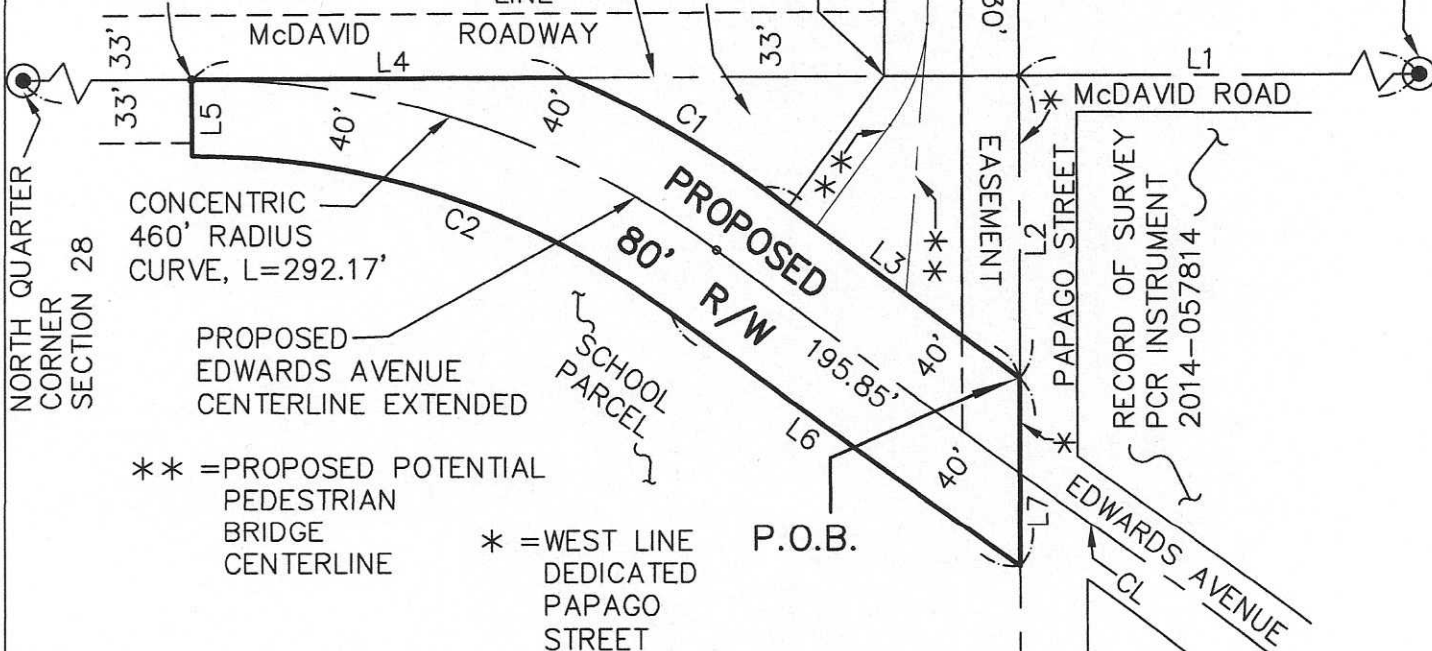 LINE
30'
33'
McDAVID ROADWAY
33'
L4
L1
33'
L5
40'
40'
C1
McDAVID ROAD
*
NORTH QUARTER
CORNER
SECTION 28
CONCENTRIC
460' RADIUS
CURVE, L=292.17'
C2
PROPOSED
80' R/W
**
**
L3
EASEMENT
L2
PAPAGO STREET
RECORD OF SURVEY
PCR INSTRUMENT
2014-057814
PROPOSED
EDWARDS AVENUE
CENTERLINE EXTENDED
SCHOOL
PARCEL
195.85'
40'
L6
40'
*
** =PROPOSED POTENTIAL
PEDESTRIAN
BRIDGE
CENTERLINE
* =WEST LINE
DEDICATED
PAPAGO
STREET
P.O.B.
L7
EDWARDS AVENUE
CL